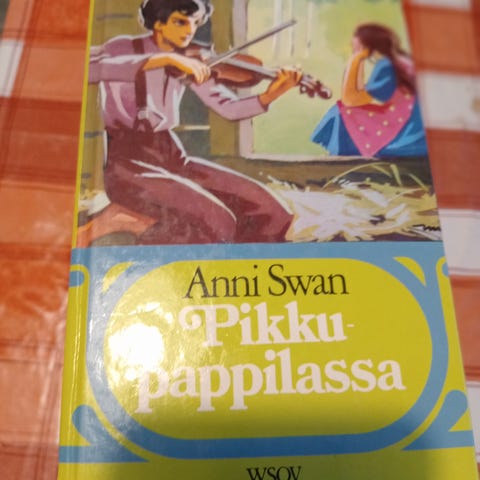 Anni Swan
Pikku-
pappilassa
WSOY